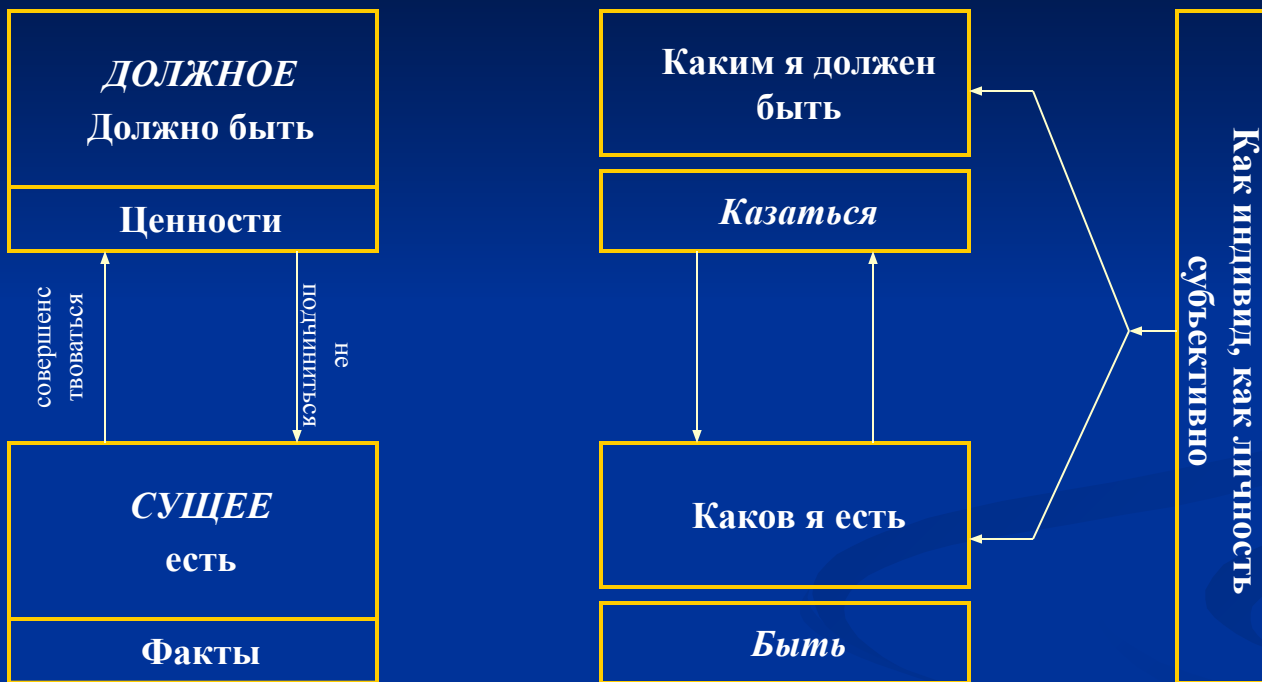 ДОЛЖНОЕ
Должно быть
Ценности
совершенс
твоваться
не
подчиниться
СУЩЕЕ
есть
Факты
Каким я должен
быть
Казаться
Каков я есть
Быть
Как индивид, как личность
субъективно